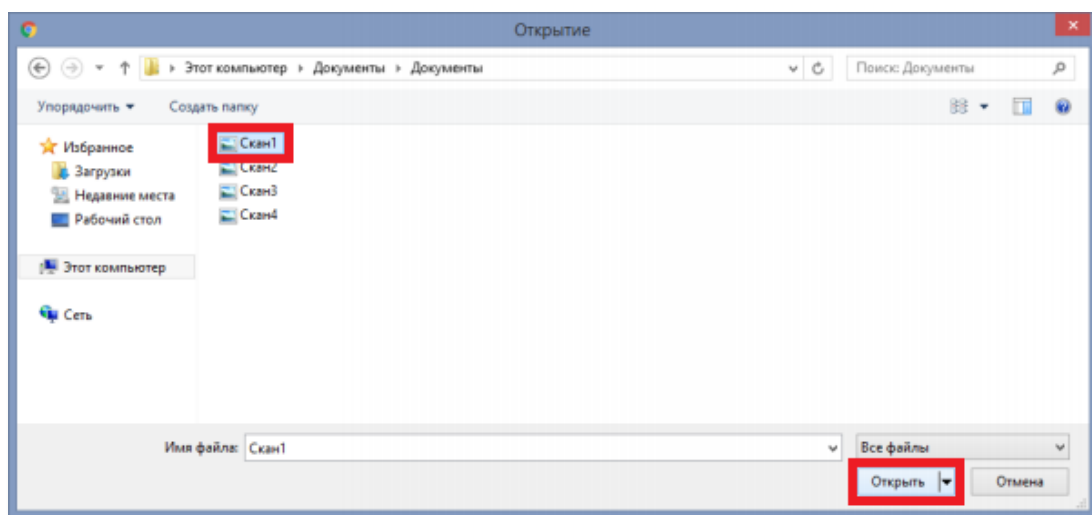 Открытие
Этот компьютер Документы Документы
Поиск: Документы
Упорядочить Создать папку
Избранное
Загрузки
Недавние места
Рабочий стол
Этот компьютер
Сеть
Скан1
Скан2
Скан3
Скан4
Имя файла: Скан1
Все файлы
Открыть Отмена